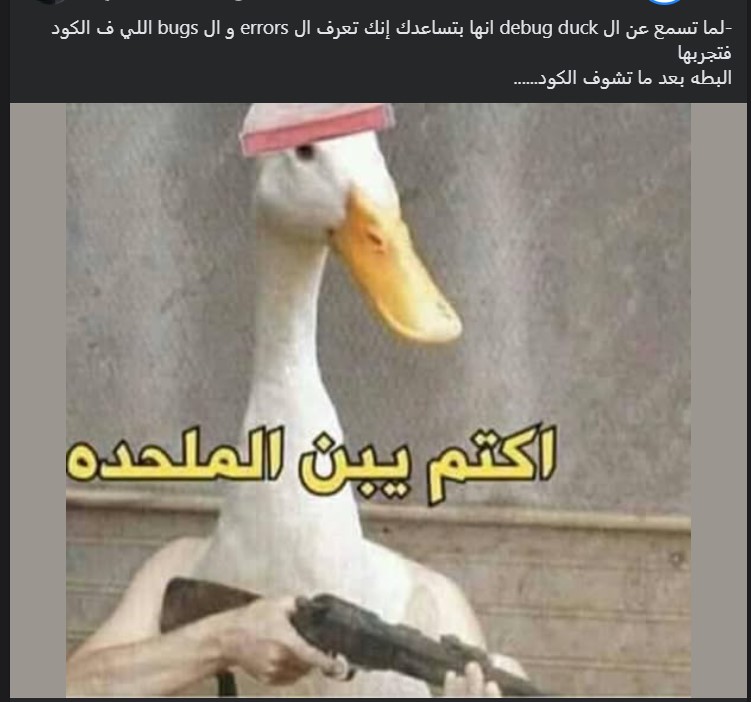 -لما تسمع عن ال debug duck انها بتساعدك إنك تعرف ال errors و ال bugs اللي ف الكود
فتجربها
البطه بعد ما تشوف الكود......
اكتم يبن الملحده